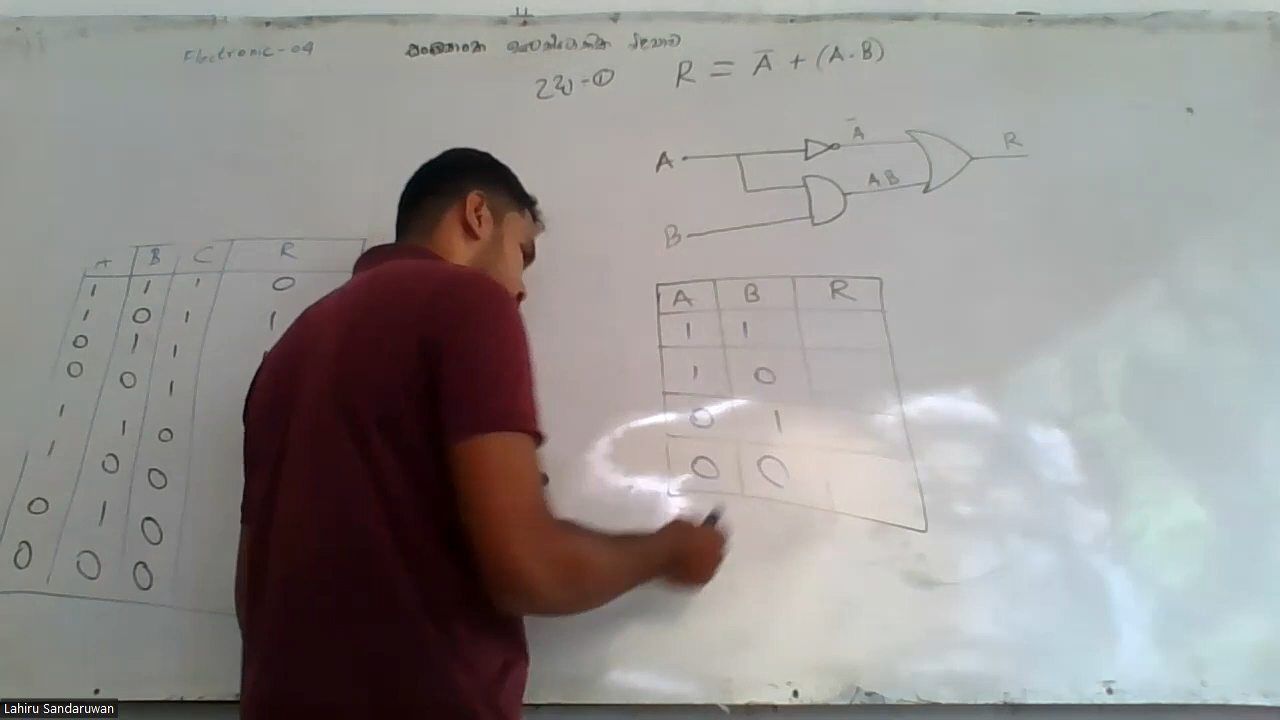 Electronic-04
R = A̅ + (A.B)
A A̅ R
AB
B
A B C R
1 1 1 0
1 0 1 1
0 1 1
0 0 1
1 1 0
1 0 0
0 1 0
0 0 0
A B R
1 1
1 0
0 1
0 0
Lahiru Sandaruwan